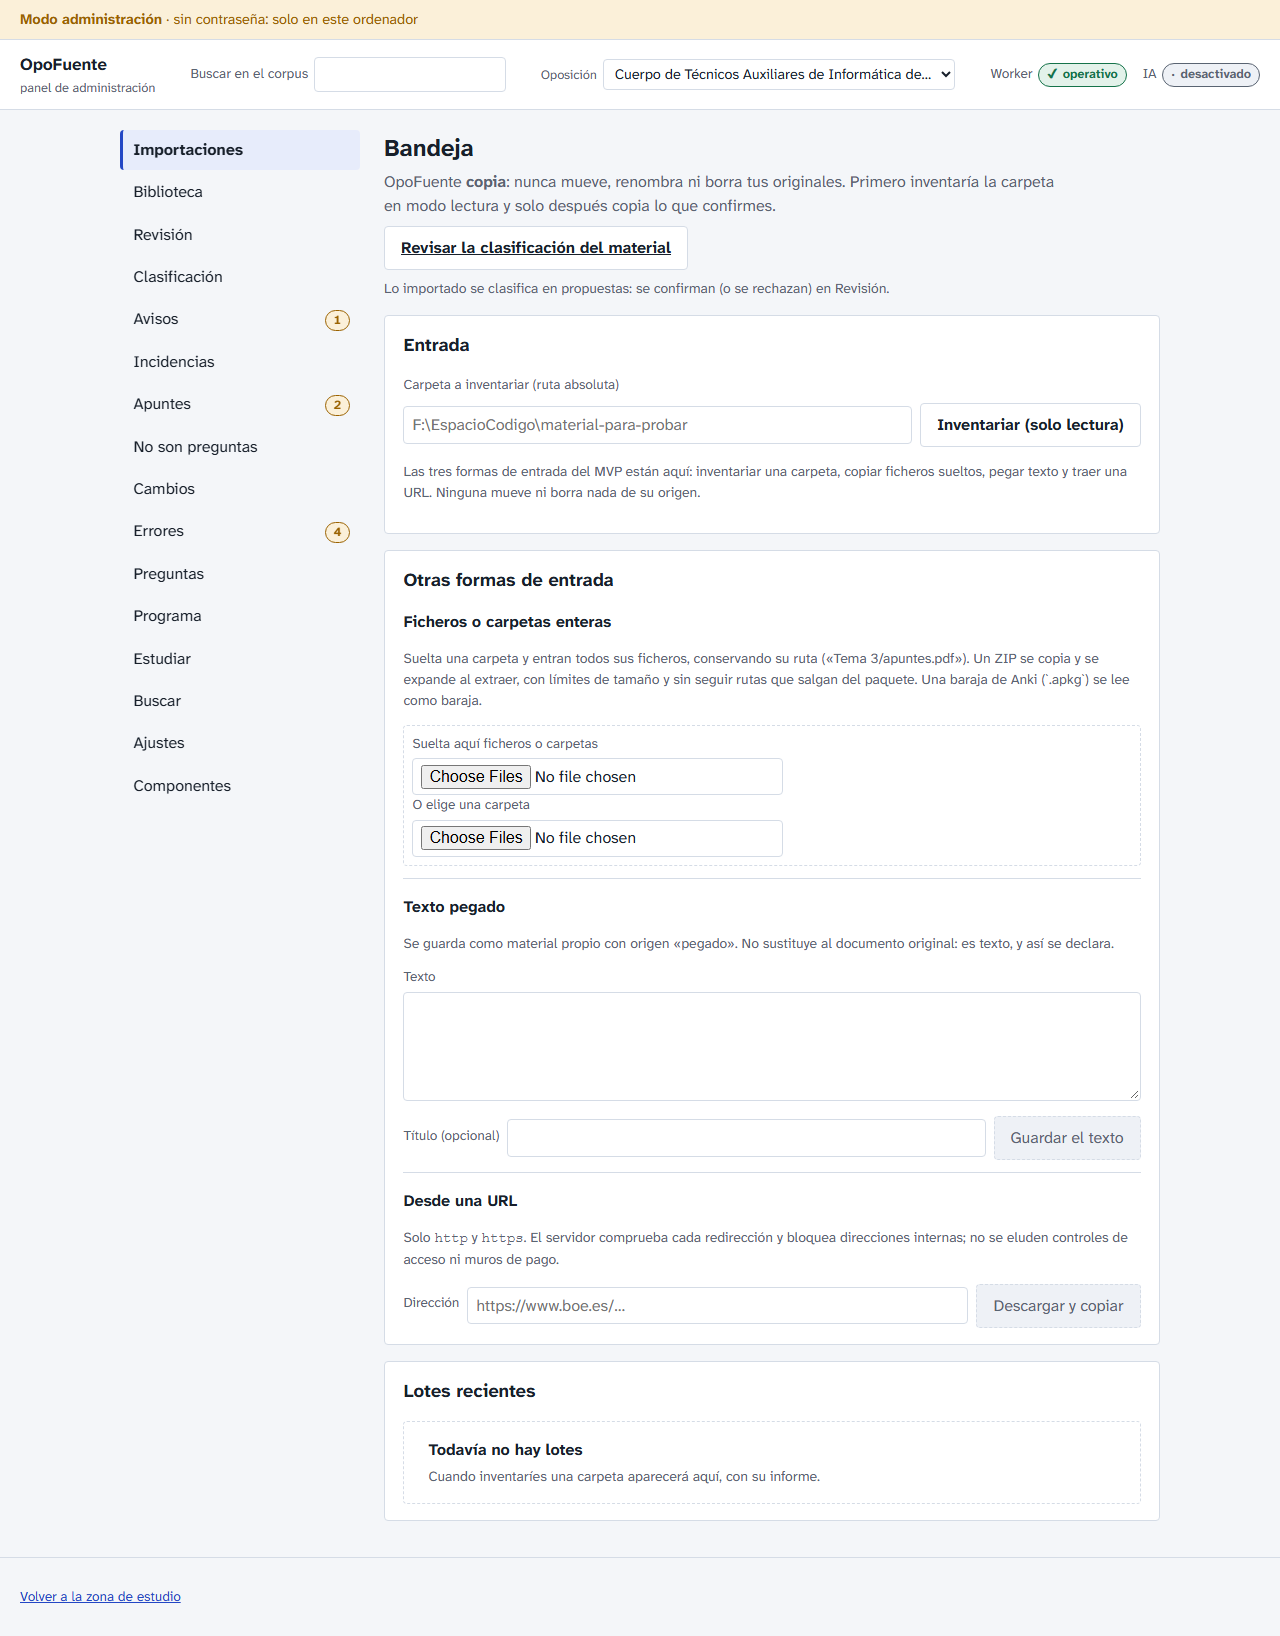 Modo administración · sin contraseña: solo en este ordenador
OpoFuente
panel de administración
Buscar en el corpus
Oposición
Cuerpo de Técnicos Auxiliares de Informática de...
Worker
✓ operativo
IA
· desactivado
Importaciones
Biblioteca
Revisión
Clasificación
Avisos
1
Incidencias
Apuntes
2
No son preguntas
Cambios
Errores
4
Preguntas
Programa
Estudiar
Buscar
Ajustes
Componentes
Bandeja
OpoFuente copia: nunca mueve, renombra ni borra tus originales. Primero inventaría la carpeta
en modo lectura y solo después copia lo que confirmes.
Revisar la clasificación del material
Lo importado se clasifica en propuestas: se confirman (o se rechazan) en Revisión.
Entrada
Carpeta a inventariar (ruta absoluta)
F:\EspacioCodigo\material-para-probar
Inventariar (solo lectura)
Las tres formas de entrada del MVP están aquí: inventariar una carpeta, copiar ficheros sueltos, pegar texto y traer una
URL. Ninguna mueve ni borra nada de su origen.
Otras formas de entrada
Ficheros o carpetas enteras
Suelta una carpeta y entran todos sus ficheros, conservando su ruta («Tema 3/apuntes.pdf»). Un ZIP se copia y se
expande al extraer, con límites de tamaño y sin seguir rutas que salgan del paquete. Una baraja de Anki (`.apkg`) se lee
como baraja.
Suelta aquí ficheros o carpetas
Choose Files No file chosen
O elige una carpeta
Choose Files No file chosen
Texto pegado
Se guarda como material propio con origen «pegado». No sustituye al documento original: es texto, y así se declara.
Texto
Título (opcional)
Guardar el texto
Desde una URL
Solo http y https. El servidor comprueba cada redirección y bloquea direcciones internas; no se eluden controles de
acceso ni muros de pago.
Dirección
https://www.boe.es/...
Descargar y copiar
Lotes recientes
Todavía no hay lotes
Cuando inventaríes una carpeta aparecerá aquí, con su informe.
Volver a la zona de estudio